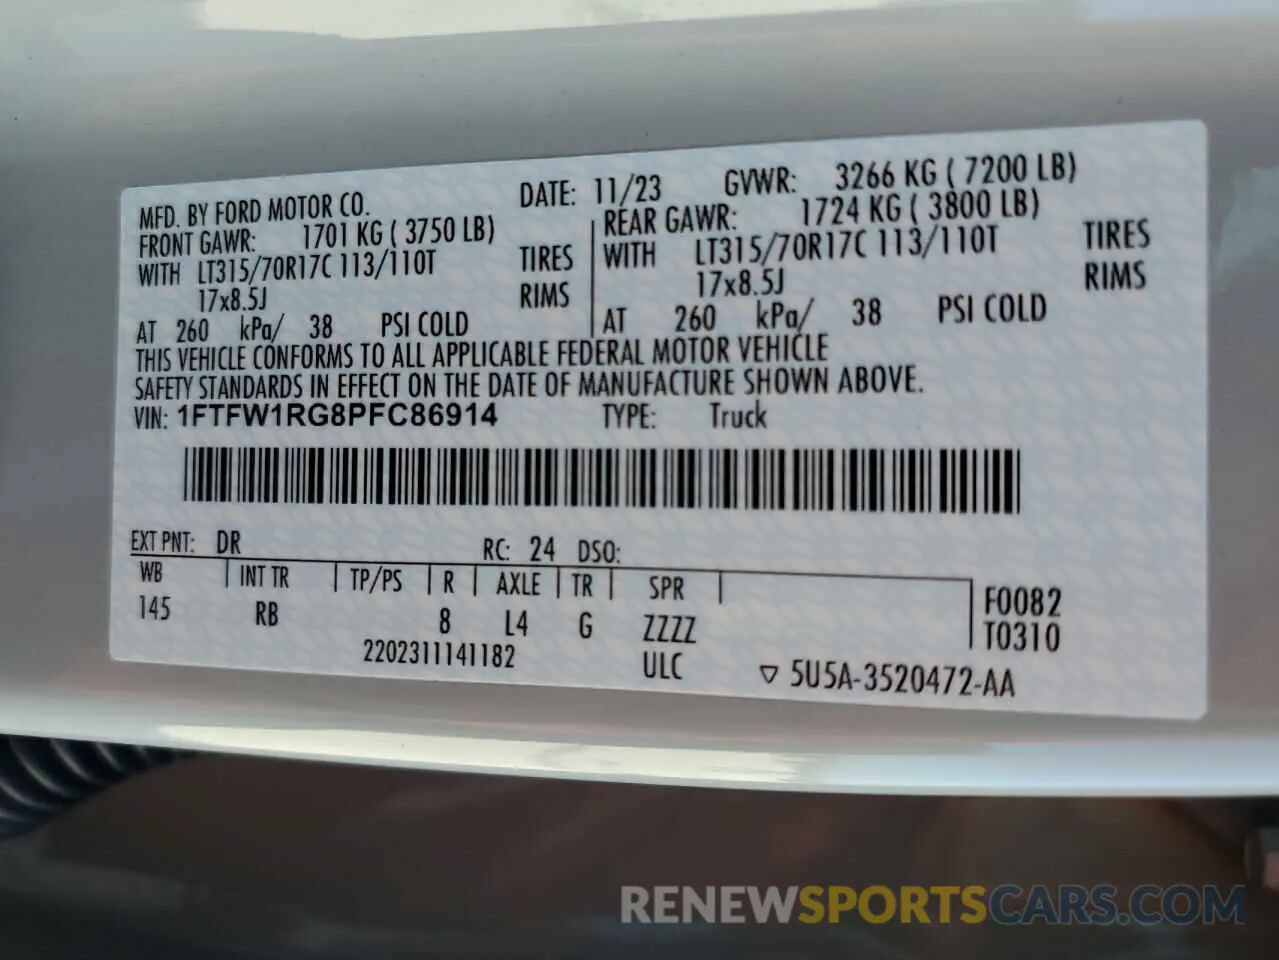 MFD. BY FORD MOTOR CO. DATE: 11/23 GVWR: 3266 KG ( 7200 LB)
FRONT GAWR: 1701 KG ( 3750 LB) REAR GAWR: 1724 KG ( 3800 LB)
WITH LT315/70R17C 113/110T TIRES WITH LT315/70R17C 113/110T TIRES
17x8.5J RIMS 17x8.5J RIMS
AT 260 kPa/ 38 PSI COLD AT 260 kPa/ 38 PSI COLD
THIS VEHICLE CONFORMS TO ALL APPLICABLE FEDERAL MOTOR VEHICLE
SAFETY STANDARDS IN EFFECT ON THE DATE OF MANUFACTURE SHOWN ABOVE.
VIN: 1FTFW1RG8PFC86914 TYPE: Truck
EXT PNT: DR RC: 24 DSO:
WB INT TR TP/PS R AXLE TR SPR F0082
145 RB 8 L4 G ZZZZ T0310
2202311141182 ULC ▽ 5U5A-3520472-AA
RENEWSPORTSCARS.COM